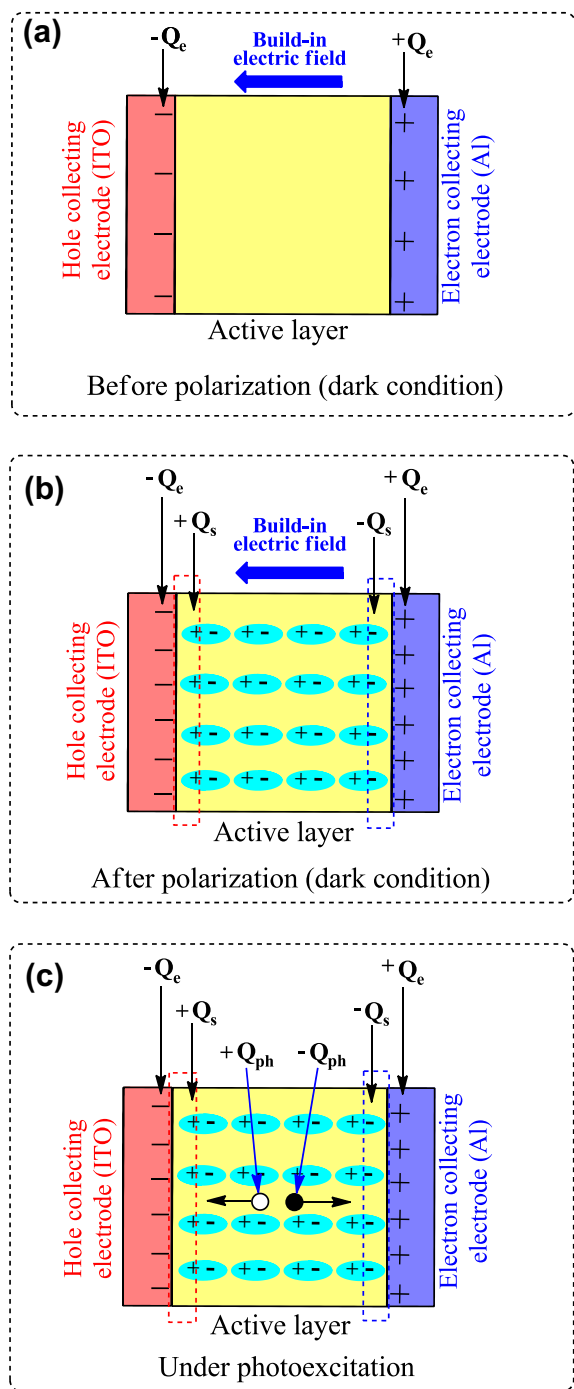 (a)
-Qe
Build-in
electric field
+Qe
Hole collecting
electrode (ITO)
Electron collecting
electrode (Al)
Active layer
Before polarization (dark condition)
(b)
-Qe
+Qe
+Qs
Build-in
electric field
-Qs
Hole collecting
electrode (ITO)
Electron collecting
electrode (Al)
Active layer
After polarization (dark condition)
(c)
-Qe
+Qe
+Qs
-Qs
+Qph
-Qph
Hole collecting
electrode (ITO)
Electron collecting
electrode (Al)
Active layer
Under photoexcitation